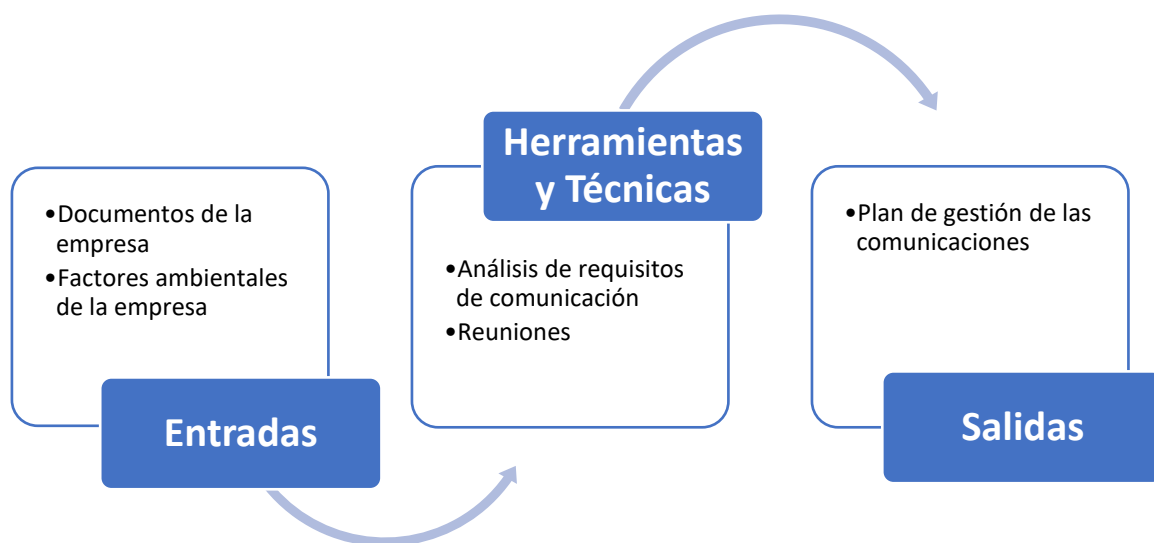 •Documentos de la
empresa
•Factores ambientales
de la empresa
Entradas
Herramientas
y Técnicas
•Análisis de requisitos
de comunicación
•Reuniones
•Plan de gestión de las
comunicaciones
Salidas